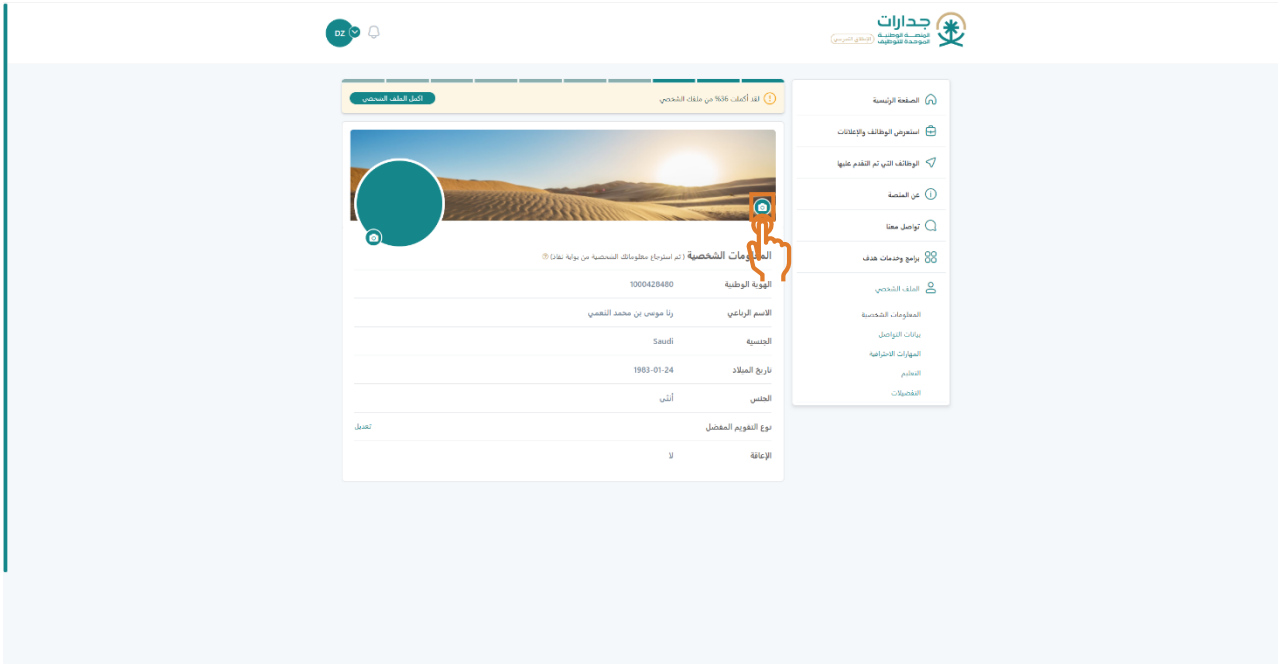 جدارات
المنصة الوطنية
الموحدة للتوظيف
DZ
الصفحة الرئيسية
استعرض الوظائف والإعلانات
الوظائف التي تم التقدم عليها
عن المنصة
تواصل معنا
برامج وخدمات هدف
الملف الشخصي
المعلومات الشخصية
بيانات التواصل
المهارات الاحترافية
التعليم
التفضيلات
لقد أكملت 36% من ملفك الشخصي
اكمل الملف الشخصي
المعلومات الشخصية (تم استرجاع معلوماتك الشخصية من بوابة نفاذ)
الهوية الوطنية 1000428480
الاسم الرباعي رنا موسى بن محمد النعمي
الجنسية Saudi
تاريخ الميلاد 1983-01-24
الجنس أنثى
نوع التقويم المفضل تعديل
الإعاقة لا